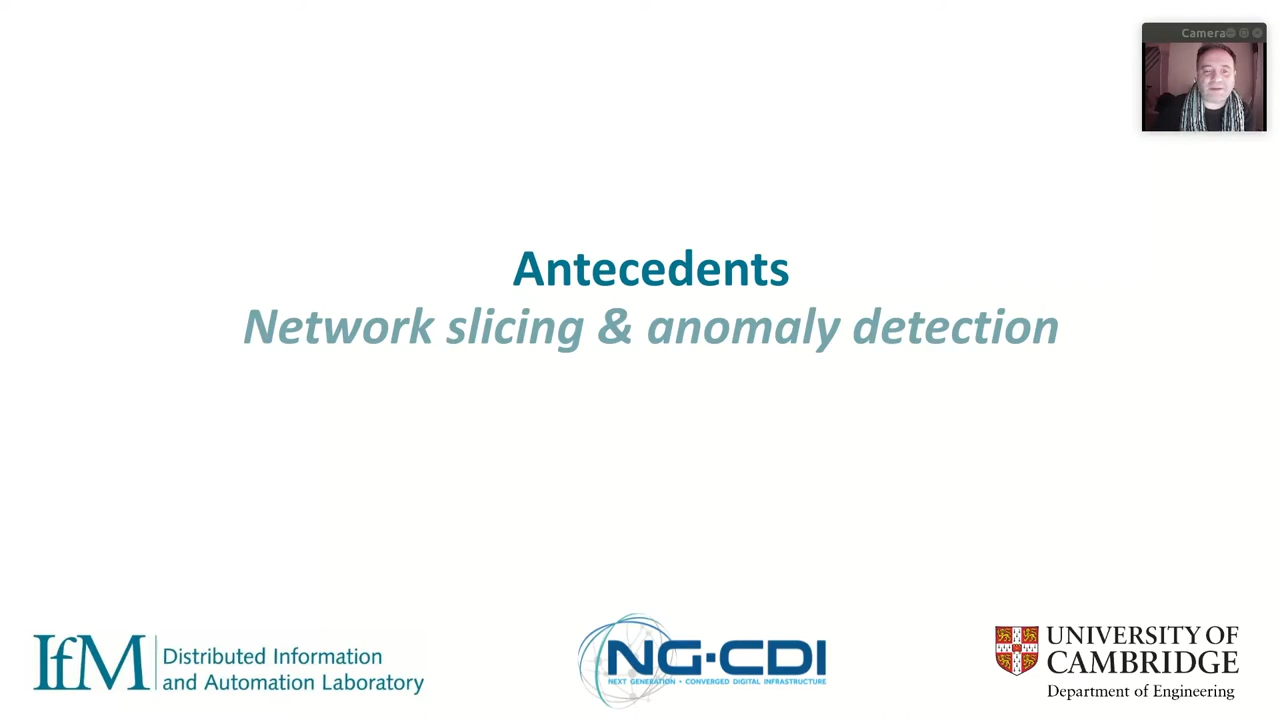 Camera
Antecedents
Network slicing & anomaly detection
IfM
Distributed Information
and Automation Laboratory
NG·CDI
NEXT GENERATION • CONVERGED DIGITAL INFRASTRUCTURE
UNIVERSITY OF
CAMBRIDGE
Department of Engineering